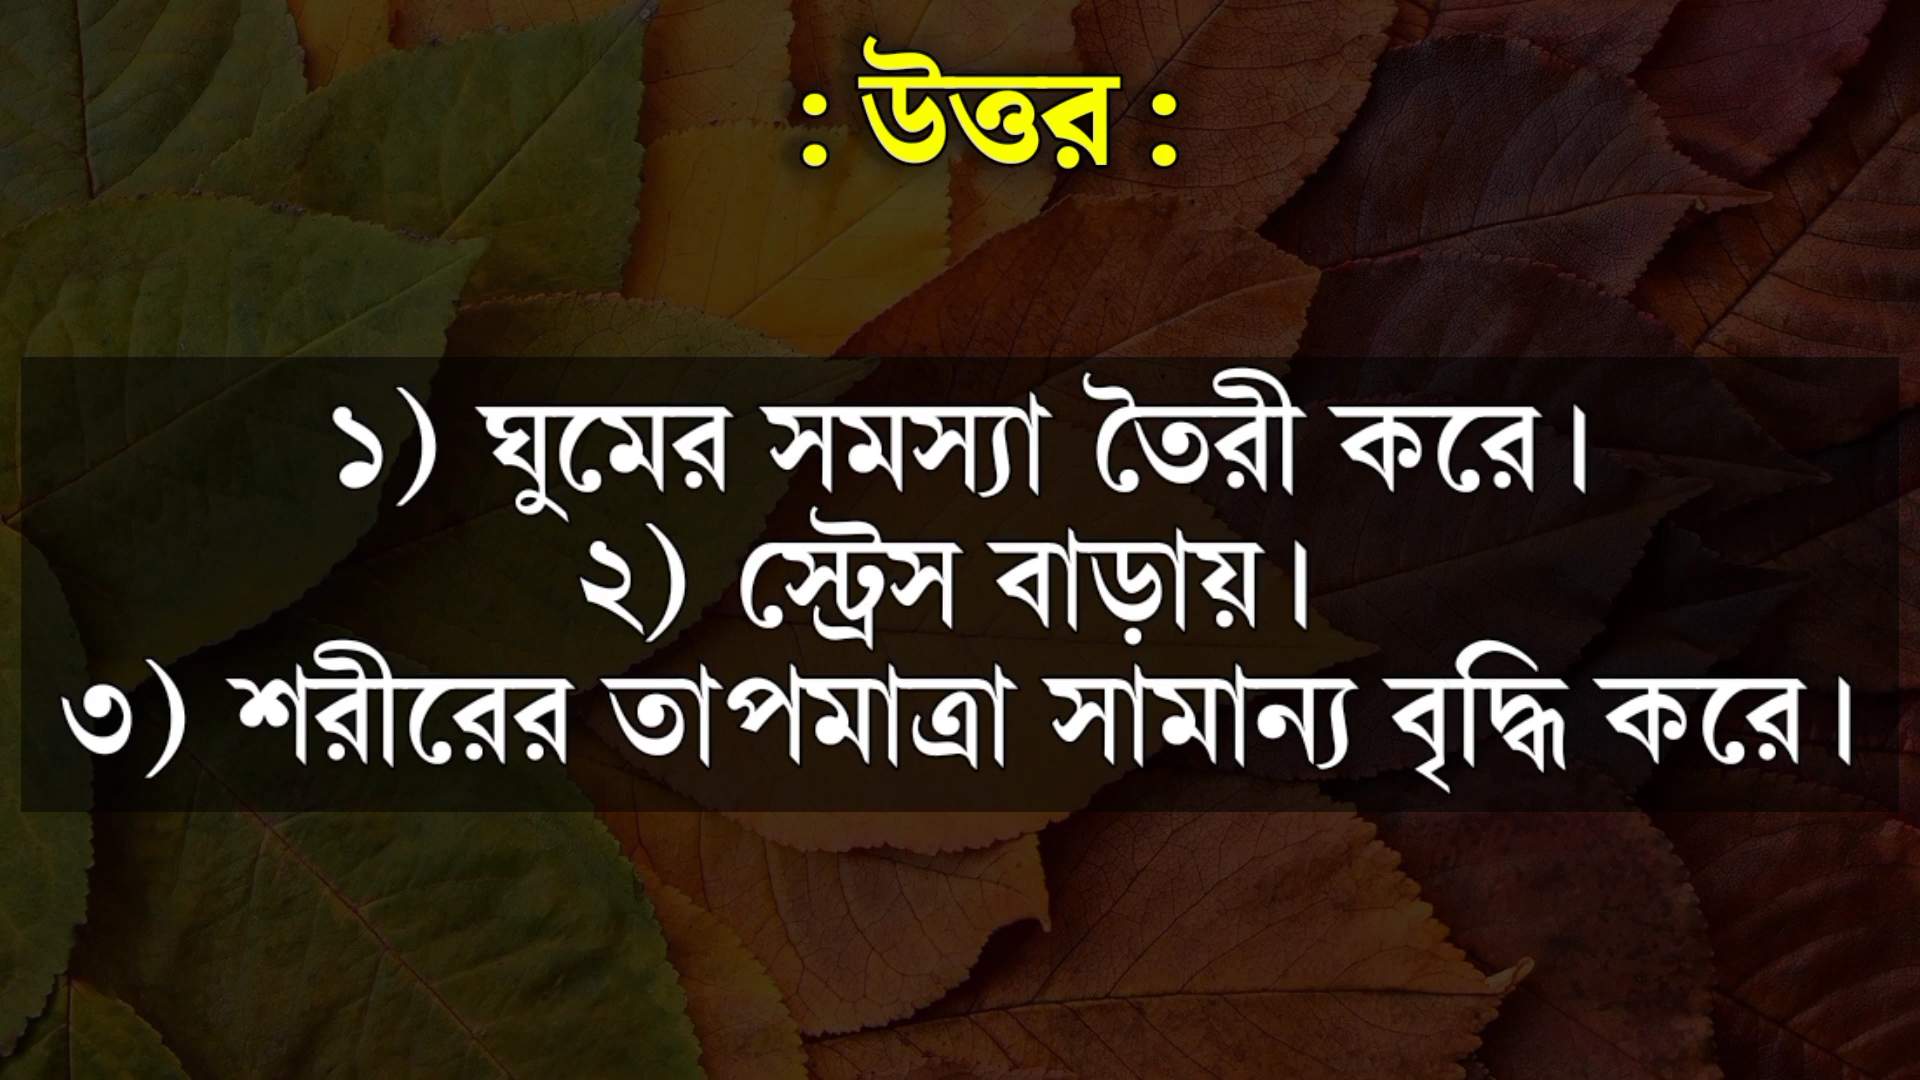 : উত্তর :
১) ঘুমের সমস্যা তৈরী করে।
২) স্ট্রেস বাড়ায়।
৩) শরীরের তাপমাত্রা সামান্য বৃদ্ধি করে।